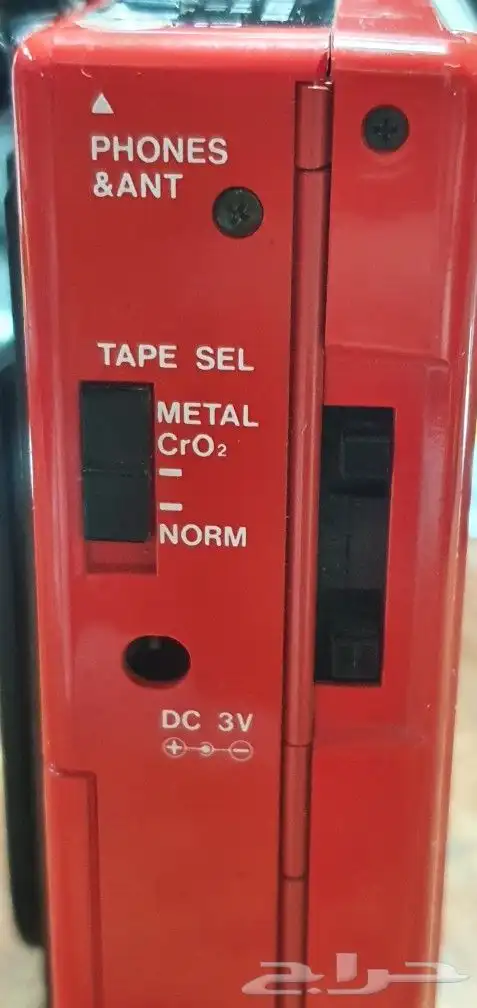 PHONES
&ANT
TAPE SEL
METAL
CrO₂
NORM
DC 3V
حراج